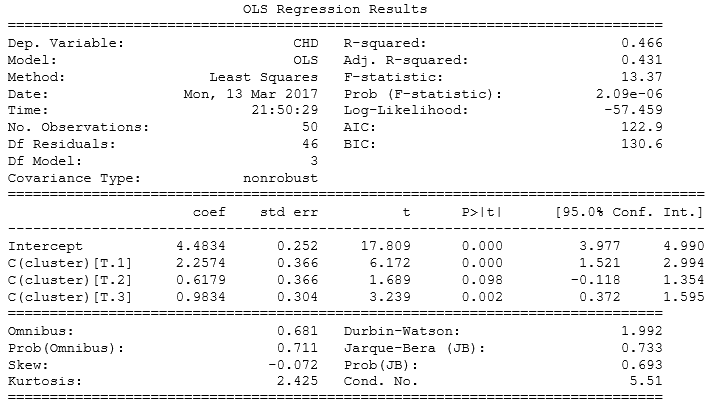 OLS Regression Results
==============================================================================
Dep. Variable:                    CHD   R-squared:                       0.466
Model:                            OLS   Adj. R-squared:                  0.431
Method:                 Least Squares   F-statistic:                     13.37
Date:                Mon, 13 Mar 2017   Prob (F-statistic):           2.09e-06
Time:                        21:50:29   Log-Likelihood:                -57.459
No. Observations:                  50   AIC:                             122.9
Df Residuals:                      46   BIC:                             130.6
Df Model:                           3
Covariance Type:            nonrobust
===================================================================================
                      coef    std err          t      P>|t|      [95.0% Conf. Int.]
-----------------------------------------------------------------------------------
Intercept           4.4834      0.252     17.809      0.000         3.977     4.990
C(cluster)[T.1]     2.2574      0.366      6.172      0.000         1.521     2.994
C(cluster)[T.2]     0.6179      0.366      1.689      0.098        -0.118     1.354
C(cluster)[T.3]     0.9834      0.304      3.239      0.002         0.372     1.595
==============================================================================
Omnibus:                        0.681   Durbin-Watson:                   1.992
Prob(Omnibus):                  0.711   Jarque-Bera (JB):                0.733
Skew:                          -0.072   Prob(JB):                        0.693
Kurtosis:                       2.425   Cond. No.                         5.51
==============================================================================